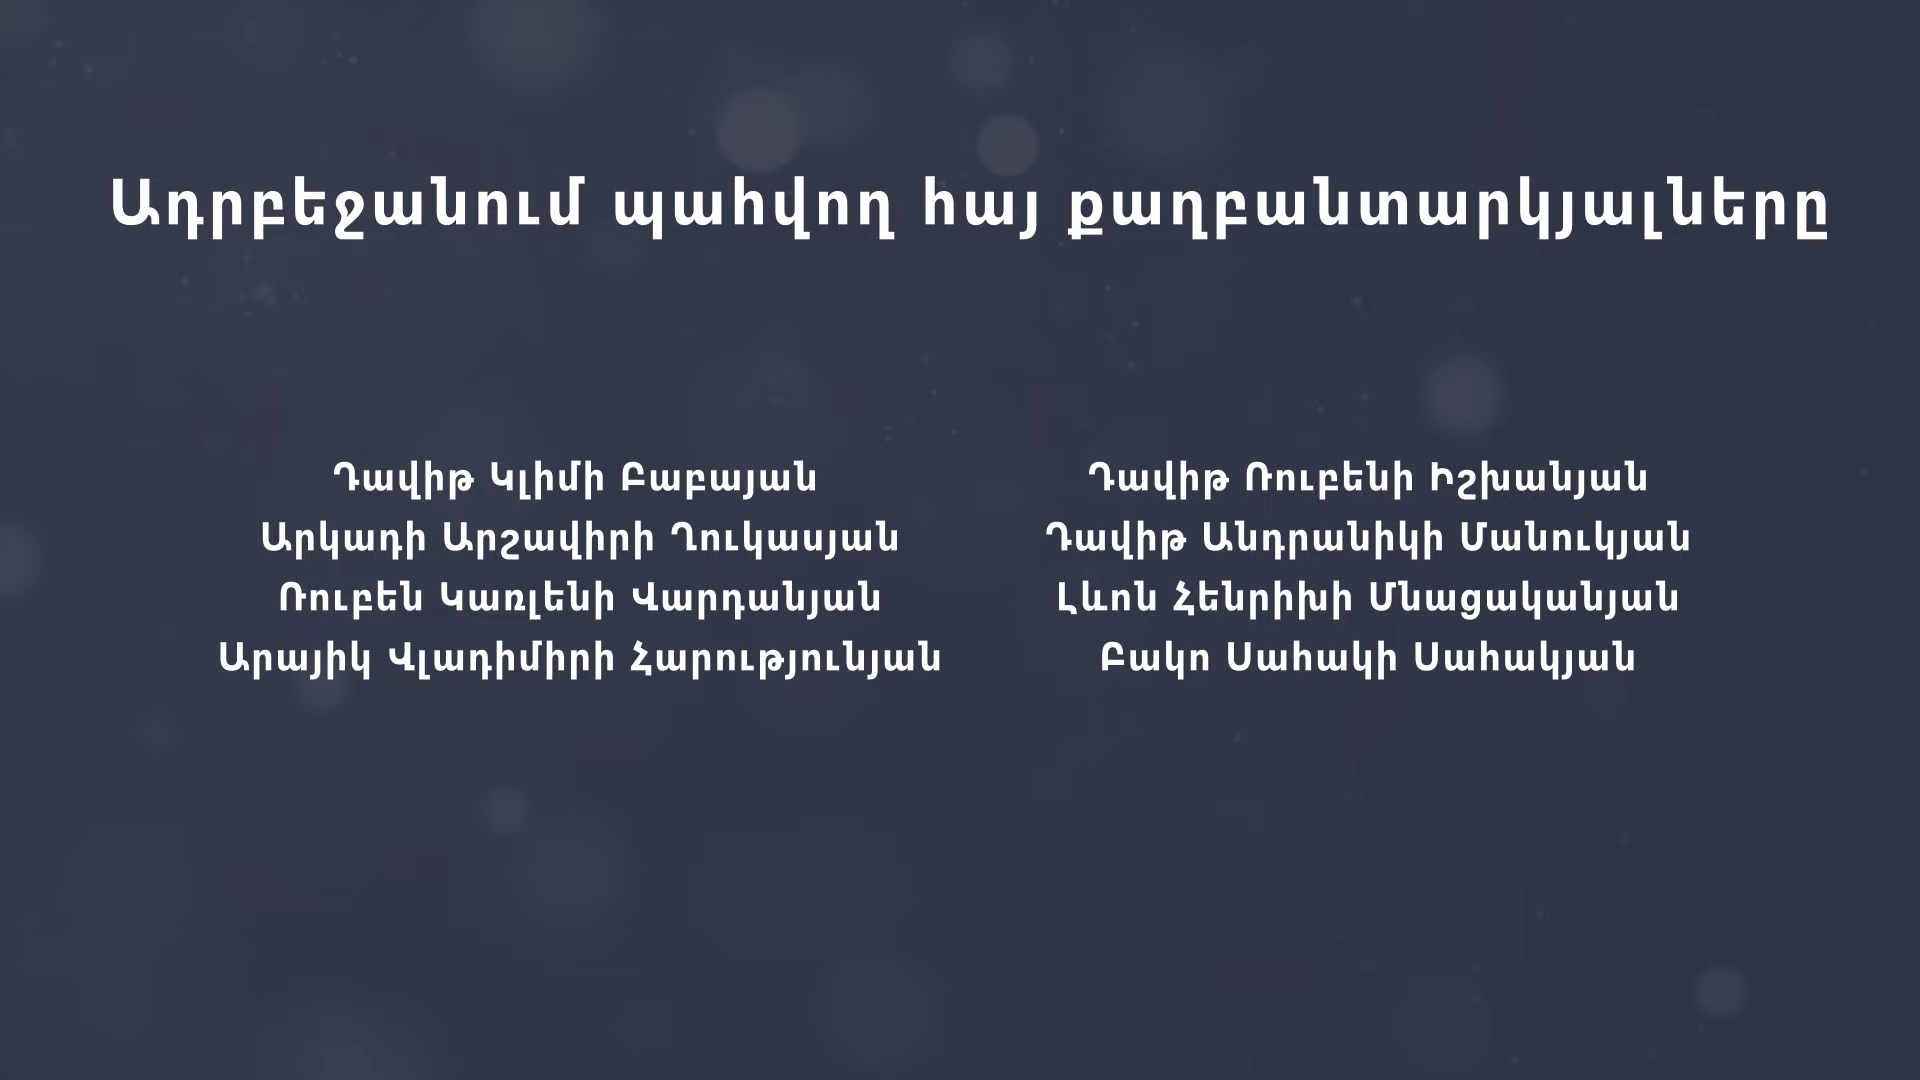 Ադրբեջանում պահվող հայ քաղբանտարկյալները
Դավիթ Կլիմի Բաբայան
Արկադի Արշավիրի Ղուկասյան
Ռուբեն Կառլենի Վարդանյան
Արայիկ Վլադիմիրի Հարությունյան
Դավիթ Ռուբենի Իշխանյան
Դավիթ Անդրանիկի Մանուկյան
Լևոն Հենրիխի Մնացականյան
Բակո Սահակի Սահակյան